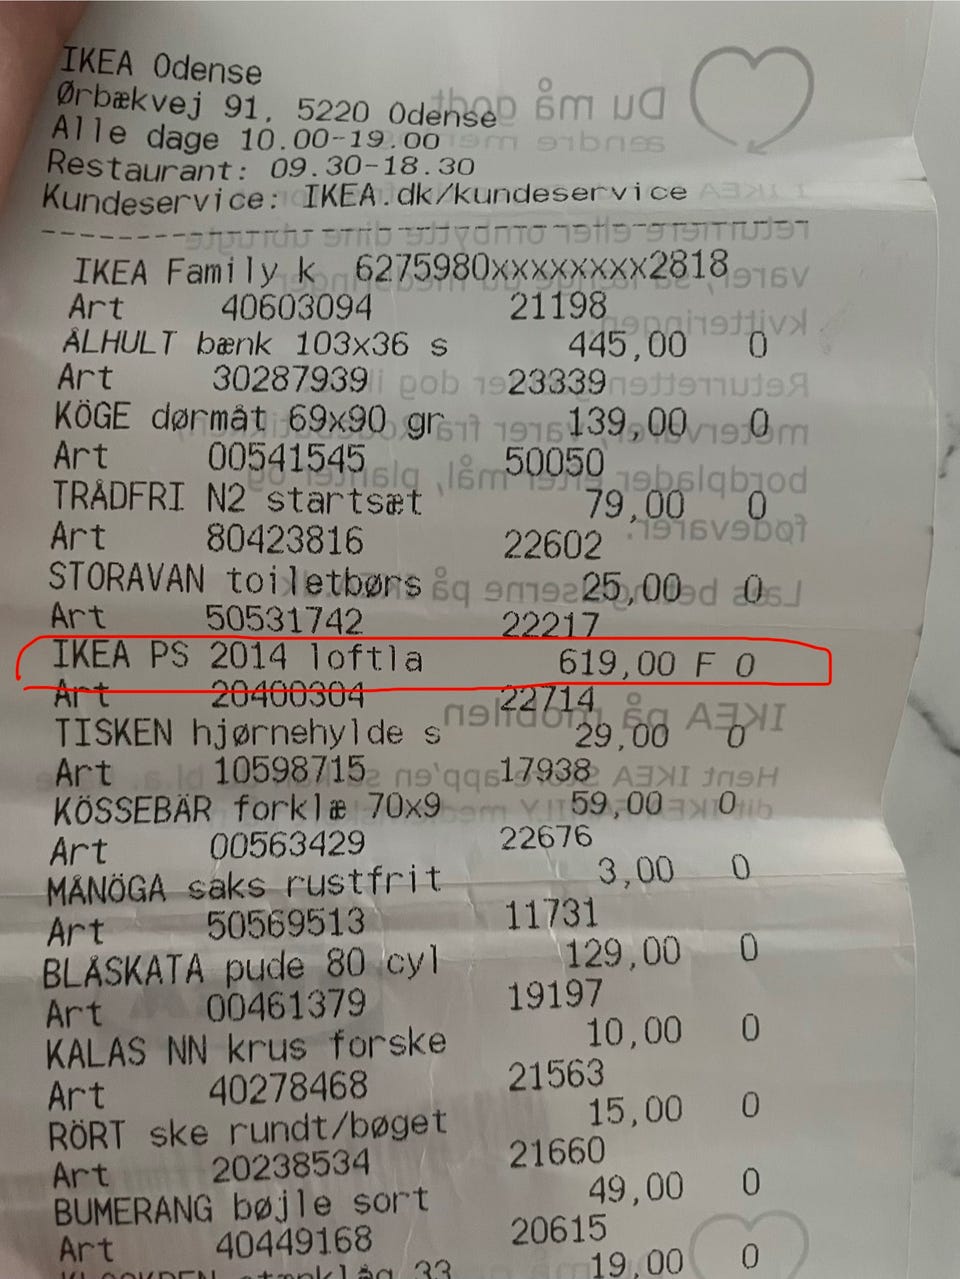 IKEA Odense
Ørbækvej 91, 5220 Odense
Alle dage 10.00-19.00
Restaurant: 09.30-18.30
Kundeservice: IKEA.dk/kundeservice
IKEA Family k 6275980xxxxxxxx2818
Art 40603094 21198
ÅLHULT bænk 103x36 s 445,00 0
Art 30287939 23339
KÖGE dørmåt 69x90 gr 139,00 0
Art 00541545 50050
TRÅDFRI N2 startsæt 79,00 0
Art 80423816 22602
STORAVAN toiletbørs 25,00 0
Art 50531742 22217
IKEA PS 2014 loftla 619,00 F 0
Art 20400304 22714
TISKEN hjørnehylde s 29,00 0
Art 10598715 17938
KÖSSEBÄR forklæ 70x9 59,00 0
Art 00563429 22676
MÅNÖGA saks rustfrit 3,00 0
Art 50569513 11731
BLÅSKATA pude 80 cyl 129,00 0
Art 00461379 19197
KALAS NN krus forske 10,00 0
Art 40278468 21563
RÖRT ske rundt/bøget 15,00 0
Art 20238534 21660
BUMERANG bøjle sort 49,00 0
Art 40449168 20615
33 19,00 0